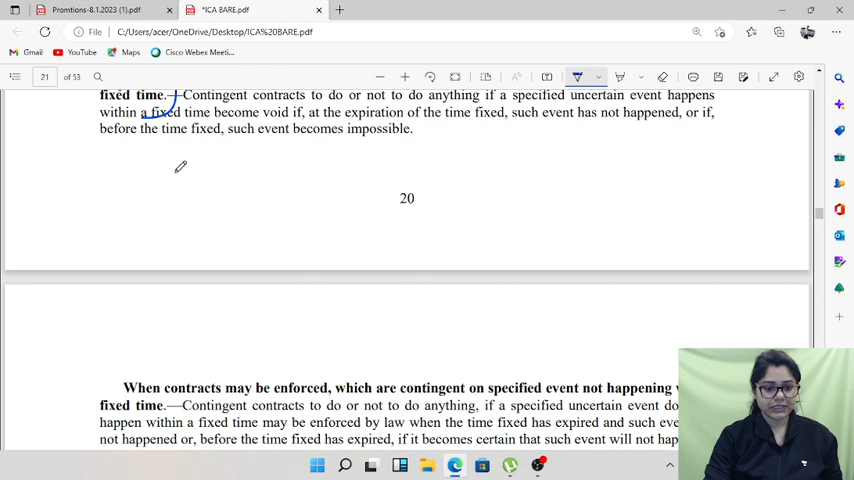 Promtions-8.1.2023 (1).pdf
*ICA BARE.pdf
File
C:/Users/acer/OneDrive/Desktop/ICA%20BARE.pdf
Gmail
YouTube
Maps
Cisco Webex Meeti...
21
of 53
fixed time.—Contingent contracts to do or not to do anything if a specified uncertain event happens
within a fixed time become void if, at the expiration of the time fixed, such event has not happened, or if,
before the time fixed, such event becomes impossible.
20
When contracts may be enforced, which are contingent on specified event not happening
fixed time.—Contingent contracts to do or not to do anything, if a specified uncertain event do
happen within a fixed time may be enforced by law when the time fixed has expired and such eve
not happened or, before the time fixed has expired, if it becomes certain that such event will not hap